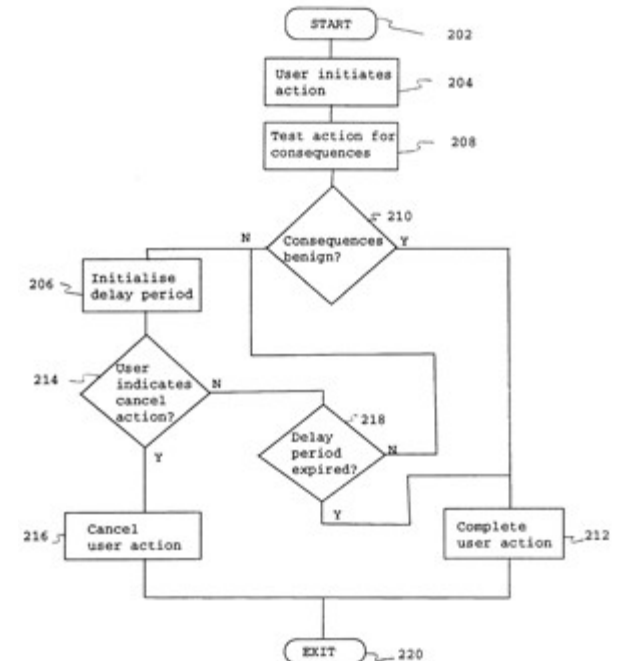 START
202
User initiates
action
204
Test action for
consequences
208
210
N
Consequences
benign?
Y
206
Initialise
delay period
214
User
indicates
cancel
action?
N
218
Delay
period
expired?
N
Y
Y
216
Cancel
user action
Complete
user action
212
EXIT
220